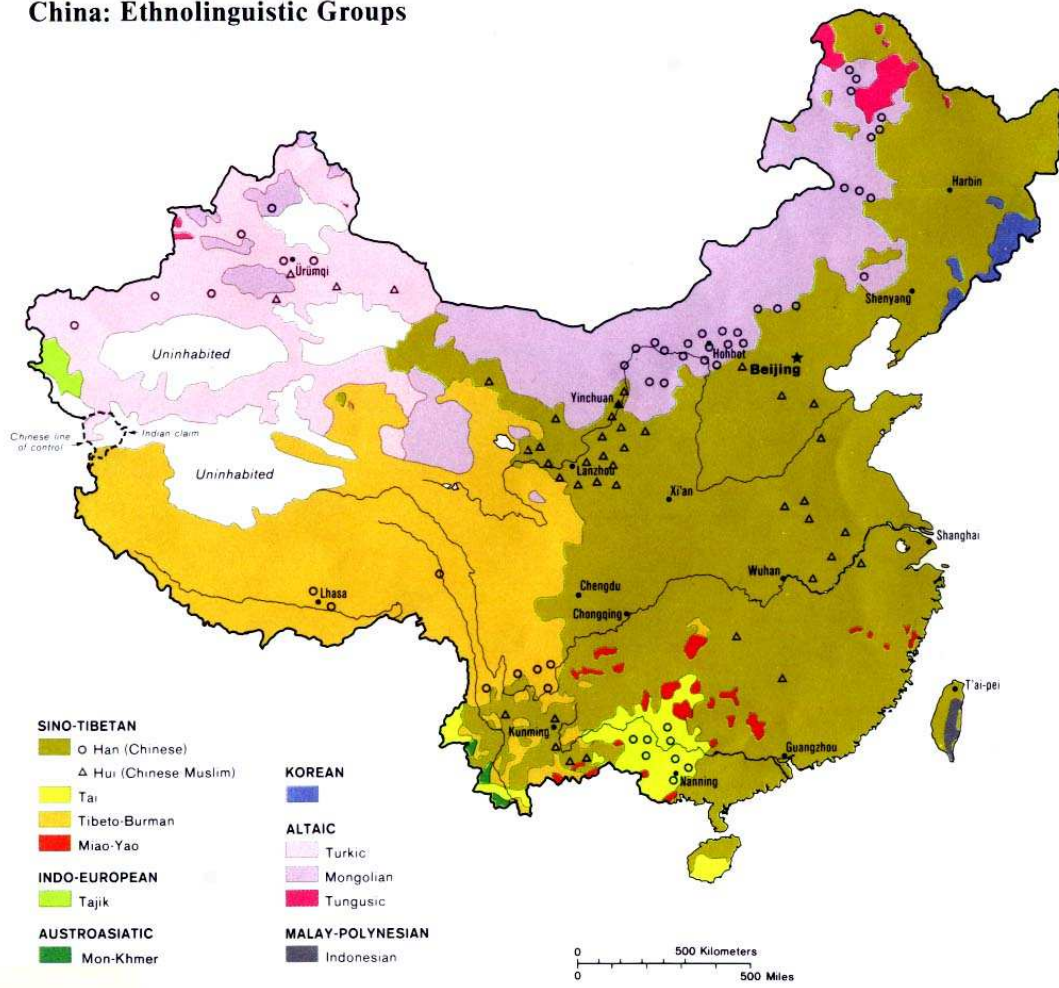 China: Ethnolinguistic Groups
Harbin
Ürümqi
Shenyang
Uninhabited
Hohhot
Beijing
Yinchuan
Chinese line
of control
Indian claim
Uninhabited
Lanzhou
Xi'an
Shanghai
Wuhan
Chengdu
Lhasa
Chongqing
T'ai-pei
Kunming
Guangzhou
Nanning
SINO-TIBETAN
Han (Chinese)
Hui (Chinese Muslim)
Tai
Tibeto-Burman
Miao-Yao
INDO-EUROPEAN
Tajik
AUSTROASIATIC
Mon-Khmer
KOREAN
ALTAIC
Turkic
Mongolian
Tungusic
MALAY-POLYNESIAN
Indonesian
0 500 Kilometers
0 500 Miles